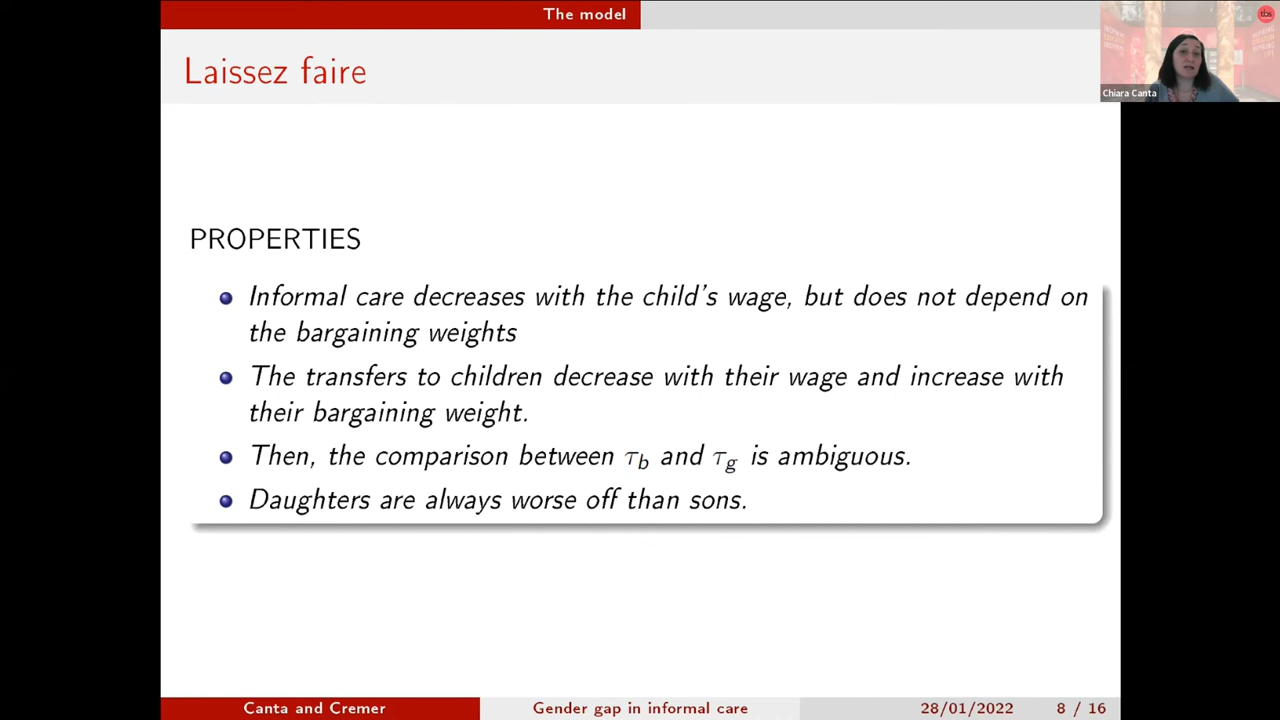 The model
Laissez faire
tbs
Chiara Canta
PROPERTIES
Informal care decreases with the child's wage, but does not depend on
the bargaining weights
The transfers to children decrease with their wage and increase with
their bargaining weight.
Then, the comparison between τb and τg is ambiguous.
Daughters are always worse off than sons.
Canta and Cremer
Gender gap in informal care
28/01/2022
8 / 16